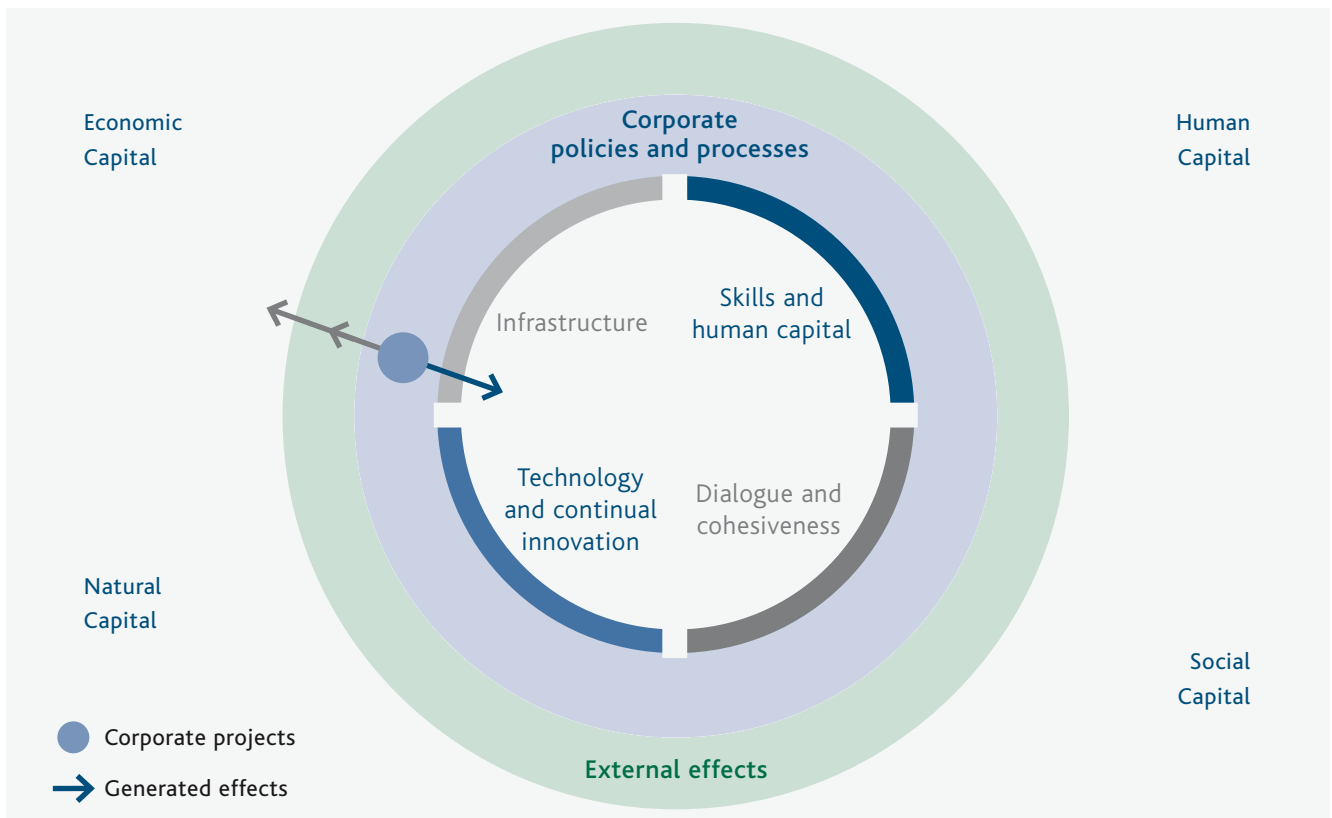 Economic
Capital
Human
Capital
Corporate
policies and processes
Infrastructure
Skills and
human capital
Technology
and continual
innovation
Dialogue and
cohesiveness
Natural
Capital
Social
Capital
Corporate projects
External effects
Generated effects